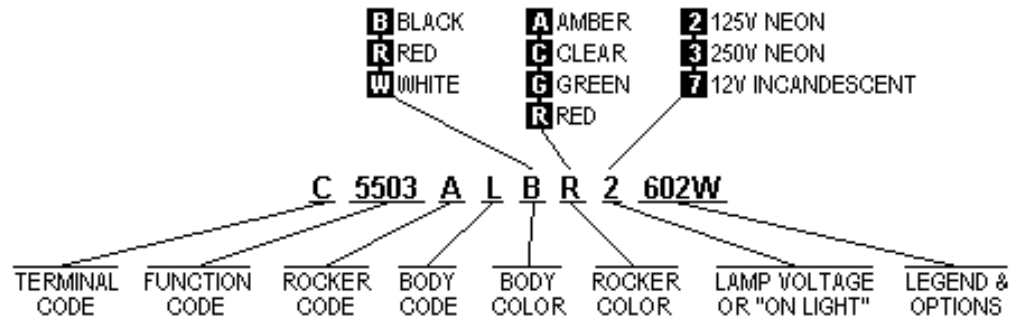 B BLACK A AMBER 2 125V NEON
R RED C CLEAR 3 250V NEON
W WHITE G GREEN 7 12V INCANDESCENT
R RED
C 5503 A L B R 2 602W
TERMINAL FUNCTION ROCKER BODY BODY ROCKER LAMP VOLTAGE LEGEND &
CODE CODE CODE CODE COLOR COLOR OR "ON LIGHT" OPTIONS